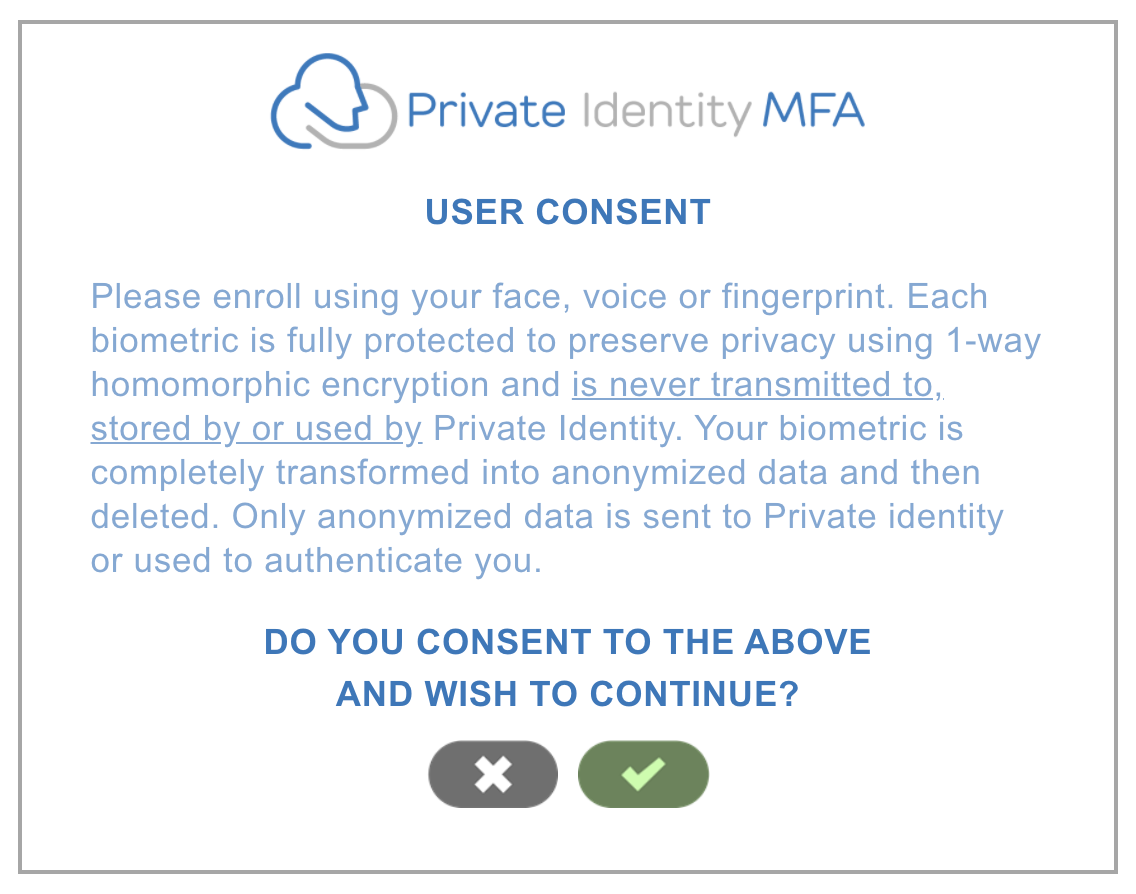 Private Identity MFA
USER CONSENT
Please enroll using your face, voice or fingerprint. Each
biometric is fully protected to preserve privacy using 1-way
homomorphic encryption and is never transmitted to,
stored by or used by Private Identity. Your biometric is
completely transformed into anonymized data and then
deleted. Only anonymized data is sent to Private identity
or used to authenticate you.
DO YOU CONSENT TO THE ABOVE
AND WISH TO CONTINUE?